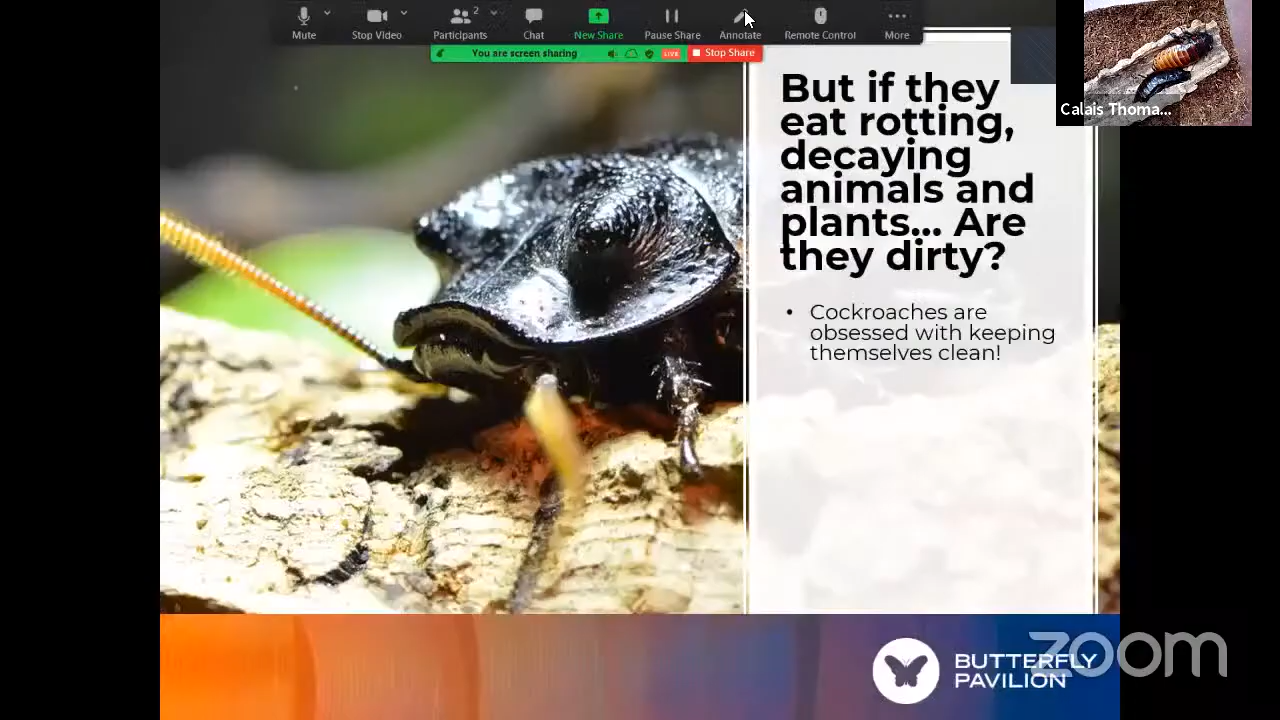 2
Mute
Stop Video
Participants
Chat
New Share
Pause Share
Annotate
Remote Control
More
You are screen sharing
LIVE
Stop Share
Calais Thoma...
But if they
eat rotting,
decaying
animals and
plants... Are
they dirty?
• Cockroaches are
obsessed with keeping
themselves clean!
BUTTERFLY
PAVILION
zoom